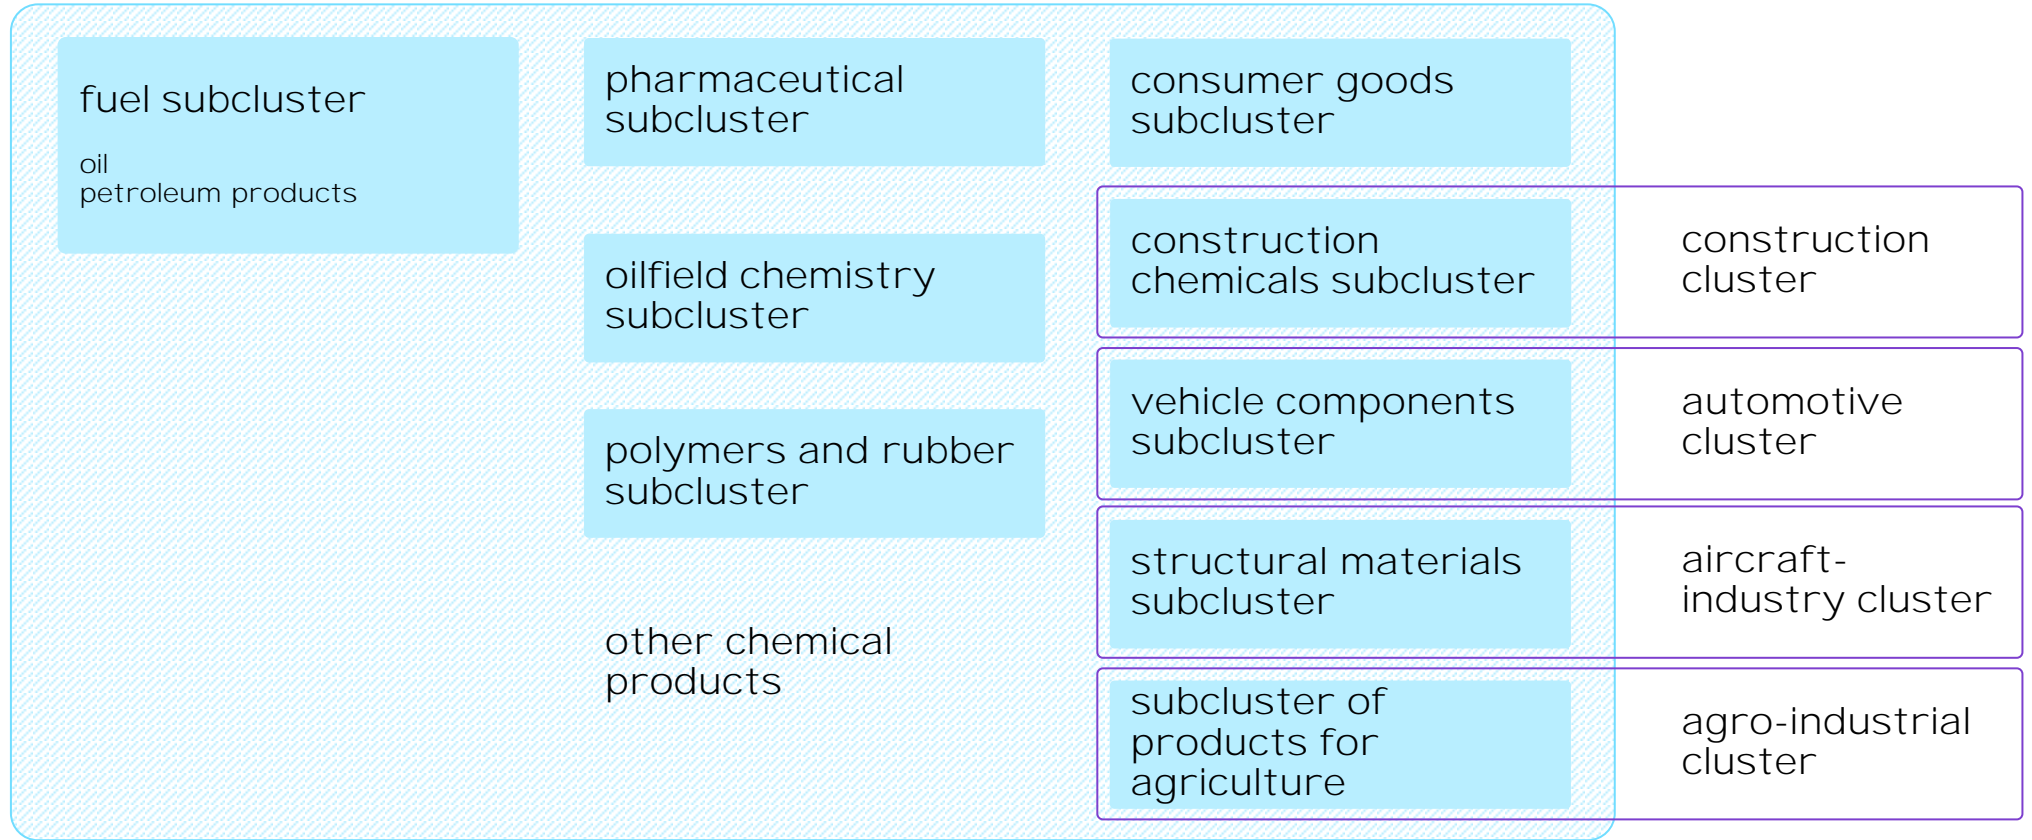 fuel subcluster
oil
petroleum products
pharmaceutical
subcluster
oilfield chemistry
subcluster
polymers and rubber
subcluster
other chemical
products
consumer goods
subcluster
construction
chemicals subcluster
construction
cluster
vehicle components
subcluster
automotive
cluster
structural materials
subcluster
aircraft-
industry cluster
subcluster of
products for
agriculture
agro-industrial
cluster